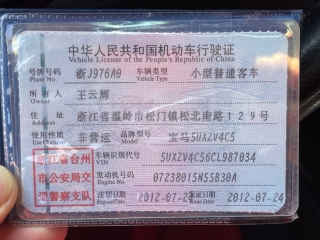 中华人民共和国机动车行驶证
Vehicle License of the People's Republic of China
号牌号码 浙J976A0 车辆类型 小型普通客车
Plate No. Vehicle Type
所有人 王云辉
Owner
住址 浙江省温岭市松门镇松北南路129号
Address
使用性质 非营运 品牌型号 宝马5UXZV4C5
Use Character Model
浙江省台州
市公安局交
通警察支队
车辆识别代号 5UXZV4C56CL987034
VIN
发动机号码 07238015N55B30A
Engine No.
注册日期 2012-07-24 发证日期 2012-07-24
Register Date Issue Date